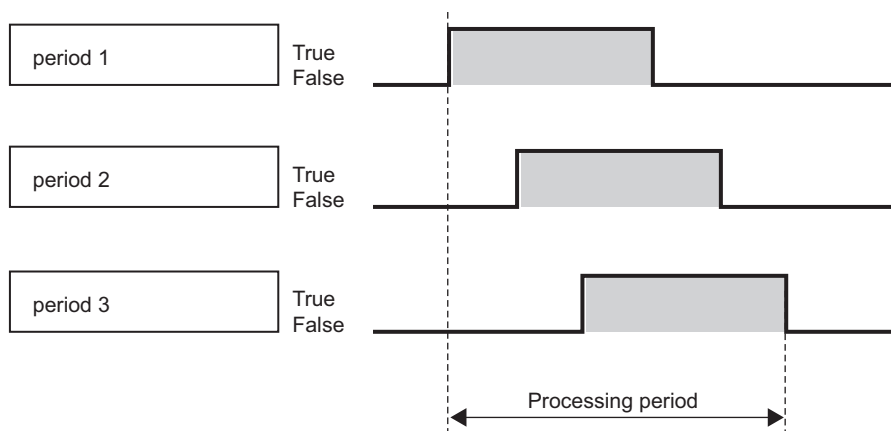 period 1
True
False
period 2
True
False
period 3
True
False
Processing period